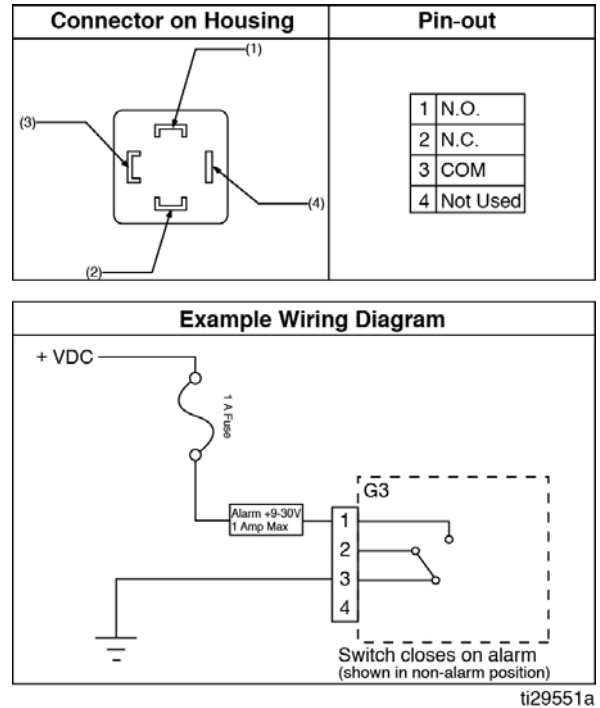 Connector on Housing
Pin-out
(1)
(3)
(4)
(2)
1 N.O.
2 N.C.
3 COM
4 Not Used
Example Wiring Diagram
+ VDC
1 A Fuse
Alarm +9-30V
1 Amp Max
G3
1
2
3
4
Switch closes on alarm
(shown in non-alarm position)
ti29551a